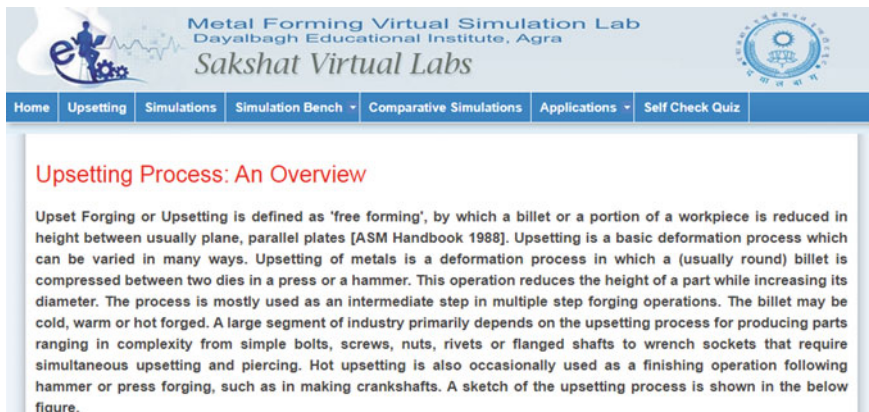 Metal Forming Virtual Simulation Lab
Dayalbagh Educational Institute, Agra
Sakshat Virtual Labs
Home Upsetting Simulations Simulation Bench Comparative Simulations Applications Self Check Quiz
Upsetting Process: An Overview
Upset Forging or Upsetting is defined as 'free forming', by which a billet or a portion of a workpiece is reduced in
height between usually plane, parallel plates [ASM Handbook 1988]. Upsetting is a basic deformation process which
can be varied in many ways. Upsetting of metals is a deformation process in which a (usually round) billet is
compressed between two dies in a press or a hammer. This operation reduces the height of a part while increasing its
diameter. The process is mostly used as an intermediate step in multiple step forging operations. The billet may be
cold, warm or hot forged. A large segment of industry primarily depends on the upsetting process for producing parts
ranging in complexity from simple bolts, screws, nuts, rivets or flanged shafts to wrench sockets that require
simultaneous upsetting and piercing. Hot upsetting is also occasionally used as a finishing operation following
hammer or press forging, such as in making crankshafts. A sketch of the upsetting process is shown in the below
figure.